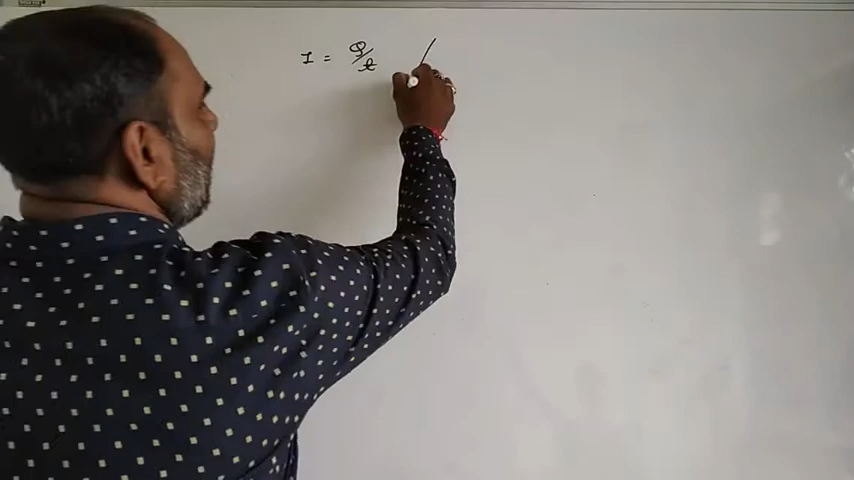 I = Q/t